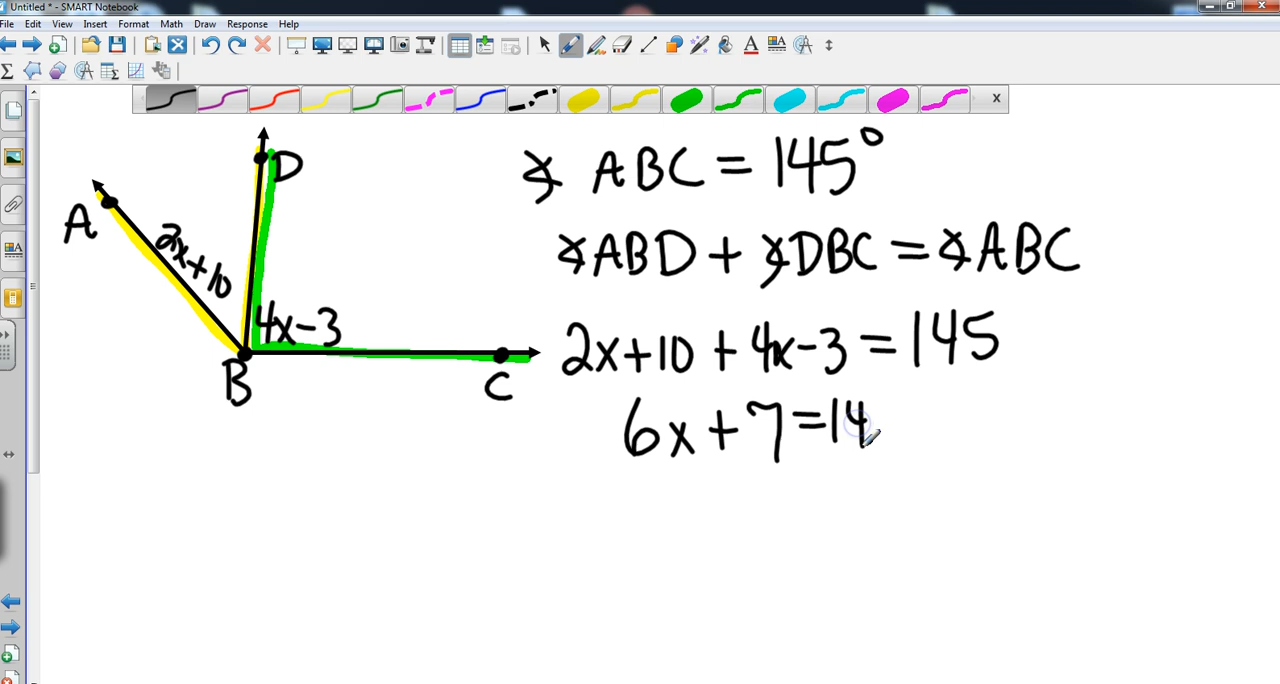 Untitled * - SMART Notebook
File Edit View Insert Format Math Draw Response Help
x
D
A
2x+10
4x-3
B
C
∡ ABC = 145°
∡ABD + ∡DBC = ∡ABC
2x+10 + 4x-3 = 145
6x + 7 = 14